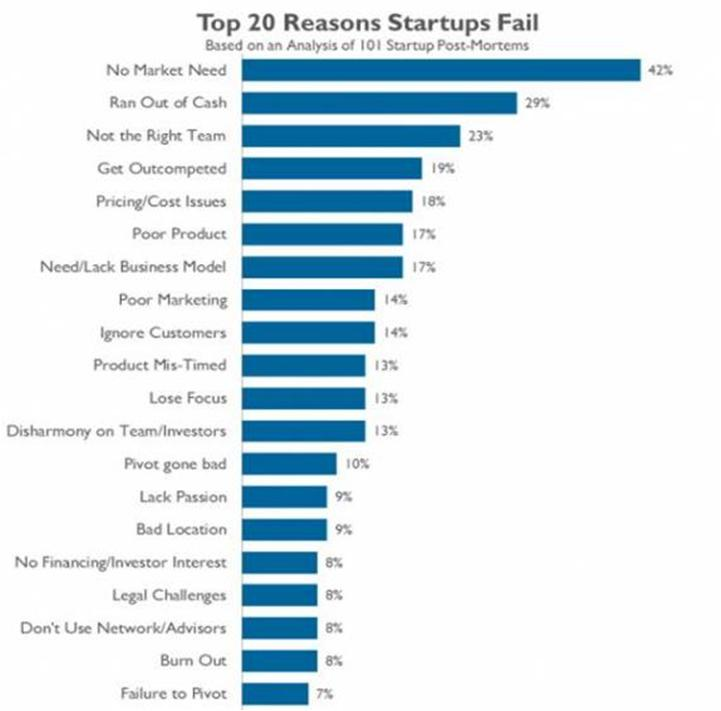 Top 20 Reasons Startups Fail
Based on an Analysis of 101 Startup Post-Mortems
No Market Need 42%
Ran Out of Cash 29%
Not the Right Team 23%
Get Outcompeted 19%
Pricing/Cost Issues 18%
Poor Product 17%
Need/Lack Business Model 17%
Poor Marketing 14%
Ignore Customers 14%
Product Mis-Timed 13%
Lose Focus 13%
Disharmony on Team/Investors 13%
Pivot gone bad 10%
Lack Passion 9%
Bad Location 9%
No Financing/Investor Interest 8%
Legal Challenges 8%
Don't Use Network/Advisors 8%
Burn Out 8%
Failure to Pivot 7%